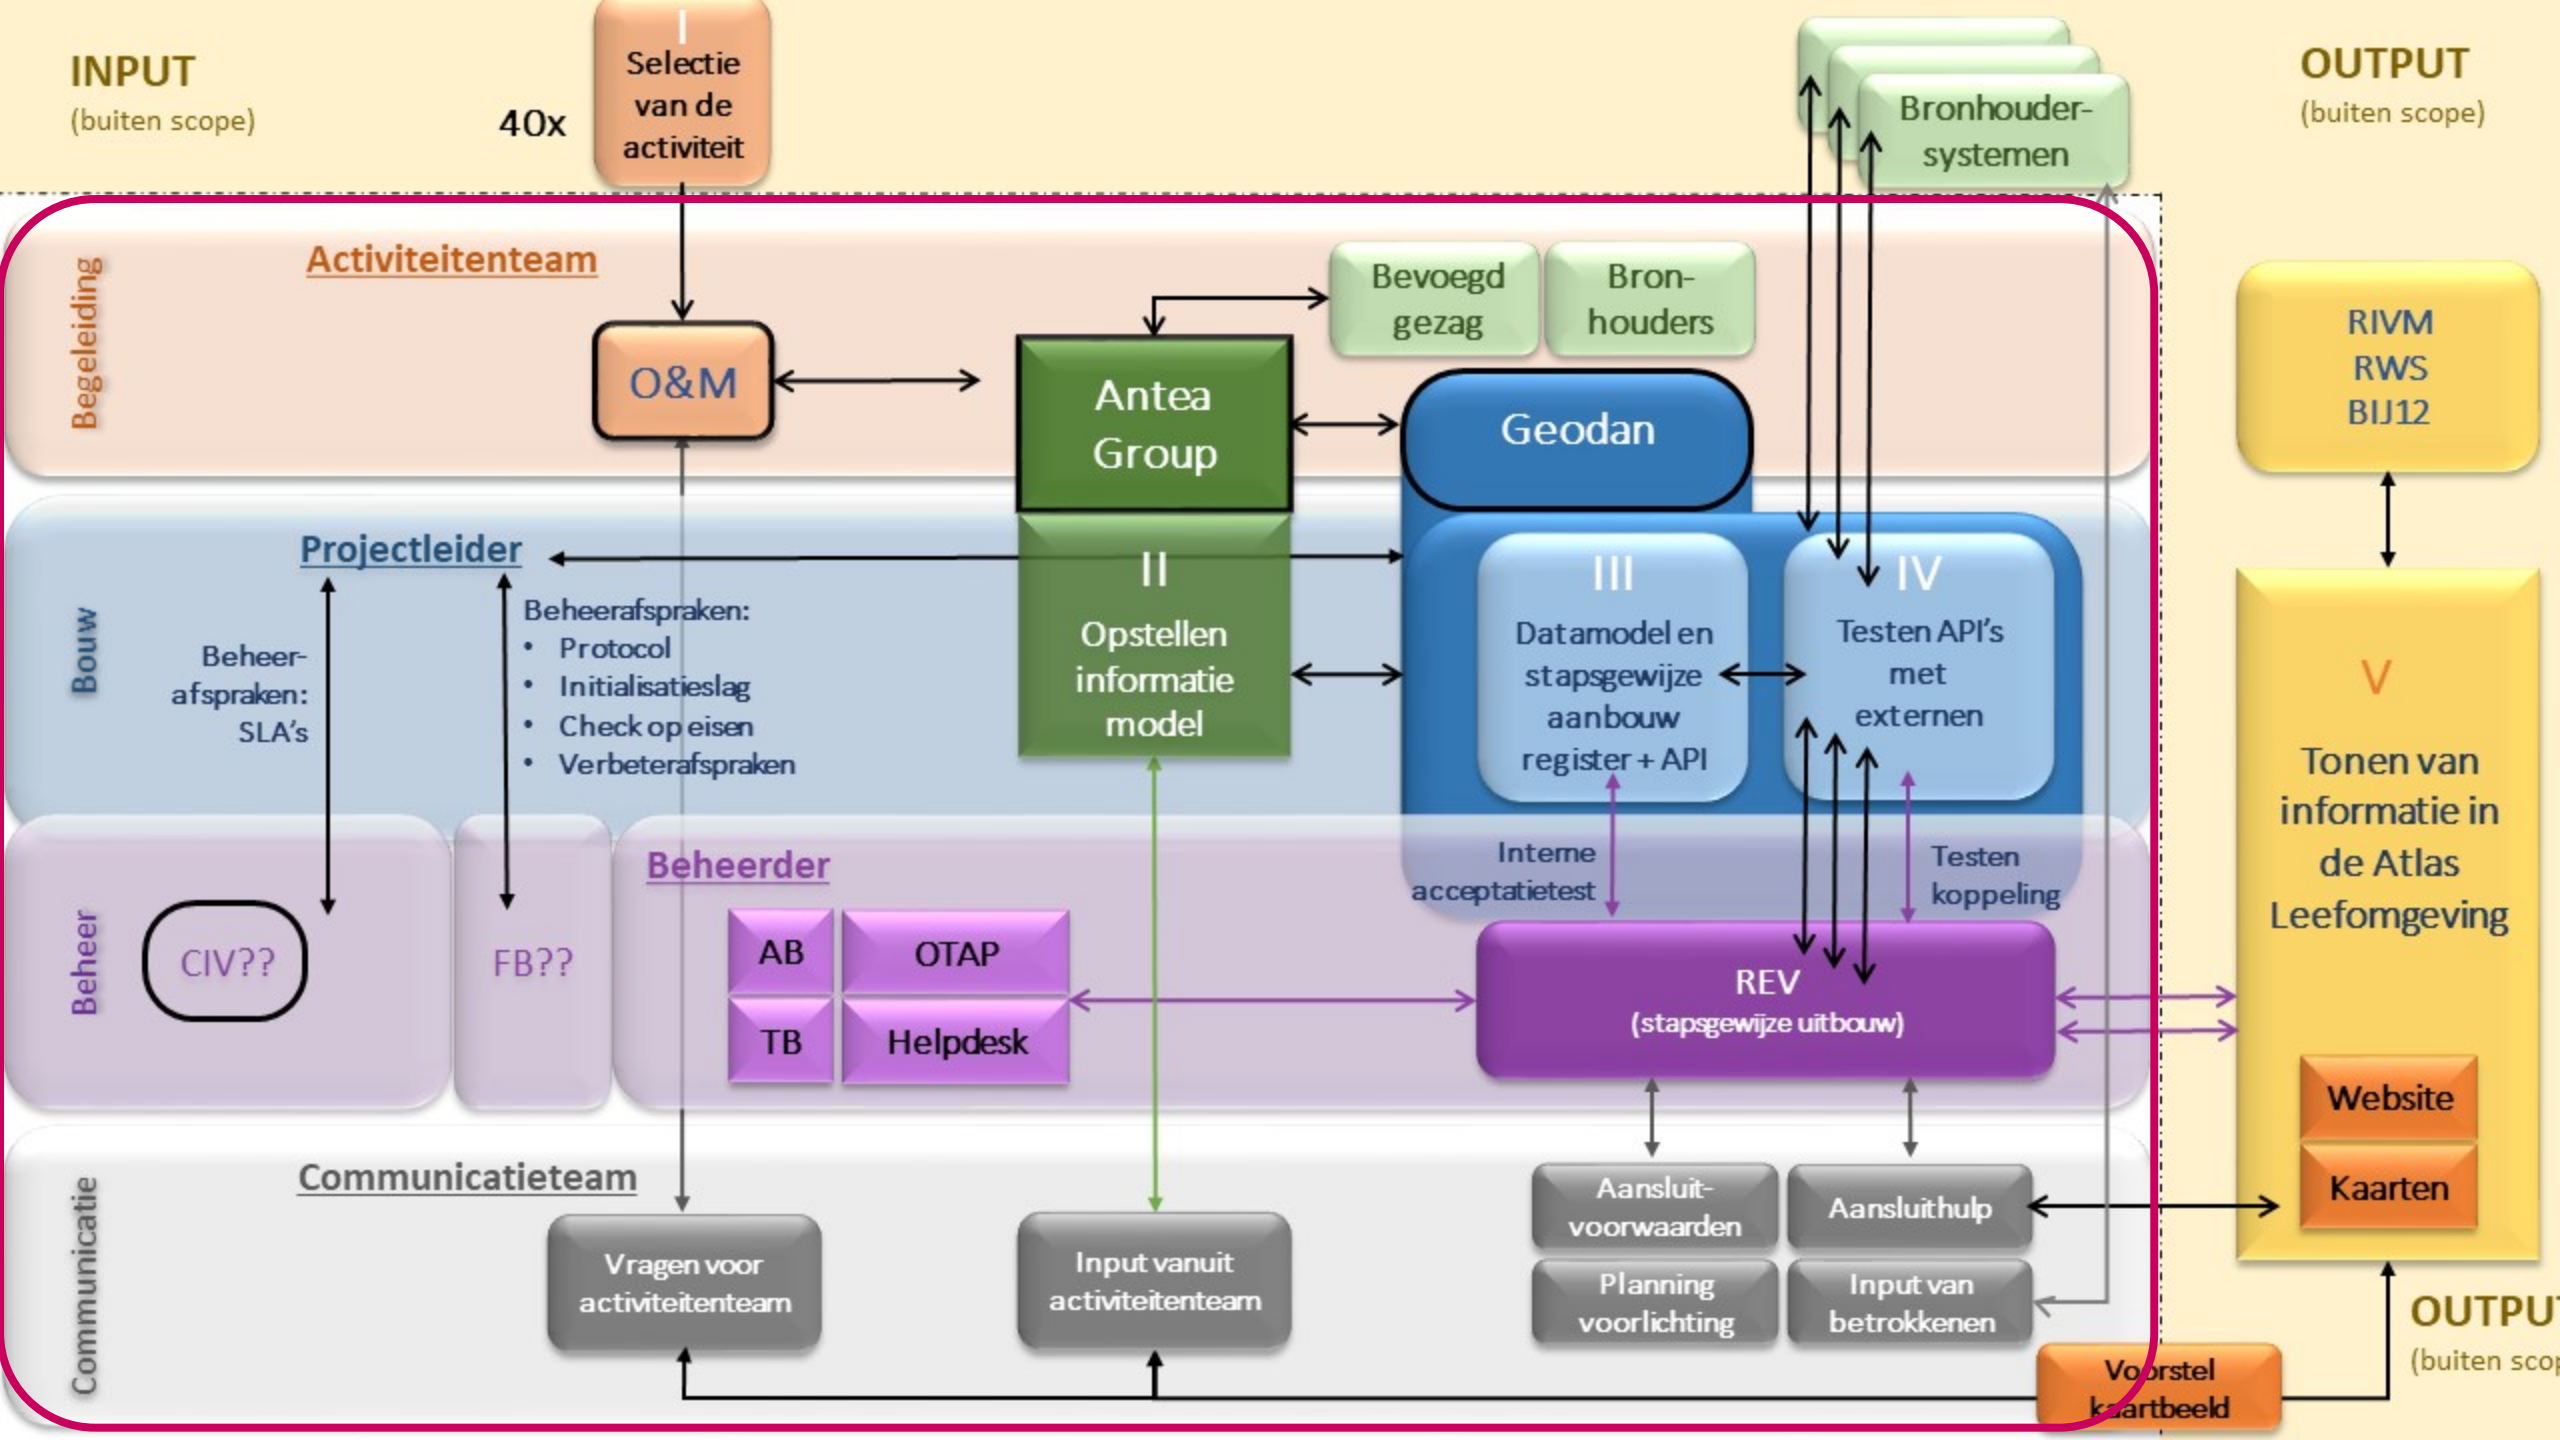 INPUT
(buiten scope)
40x
I
Selectie
van de
activiteit
Bronhouder-
systemen
OUTPUT
(buiten scope)
Begeleiding
Activiteitenteam
O&M
Antea
Group
Bevoegd
gezag
Bron-
houders
Geodan
RIVM
RWS
BIJ12
Bouw
Projectleider
Beheer-
afspraken:
SLA's
Beheerafspraken:
• Protocol
• Initialisatieslag
• Check op eisen
• Verbeterafspraken
II
Opstellen
informatie
model
III
Datamodel en
stapsgewijze
aanbouw
register + API
IV
Testen API's
met
externen
V
Tonen van
informatie in
de Atlas
Leefomgeving
Website
Kaarten
Beheer
CIV??
FB??
Beheerder
AB
OTAP
TB
Helpdesk
Interne
acceptatietest
Testen
koppeling
REV
(stapsgewijze uitbouw)
Communicatie
Communicatieteam
Vragen voor
activiteitenteam
Input vanuit
activiteitenteam
Aansluit-
voorwaarden
Aansluithulp
Planning
voorlichting
Input van
betrokkenen
Voorstel
kaartbeeld
OUTPU
(buiten scop